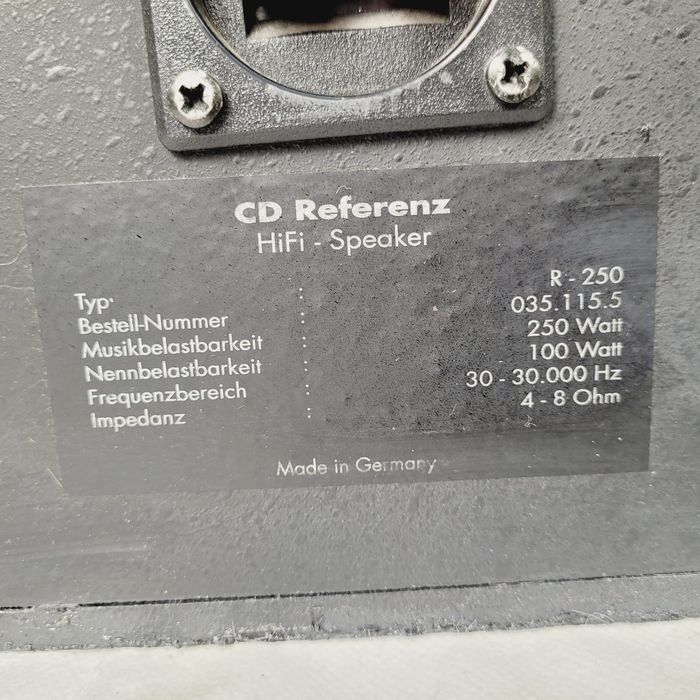 CD Referenz
HiFi - Speaker
Typ: R - 250
Bestell-Nummer : 035.115.5
Musikbelastbarkeit : 250 Watt
Nennbelastbarkeit : 100 Watt
Frequenzbereich : 30 - 30.000 Hz
Impedanz : 4 - 8 Ohm
Made in Germany